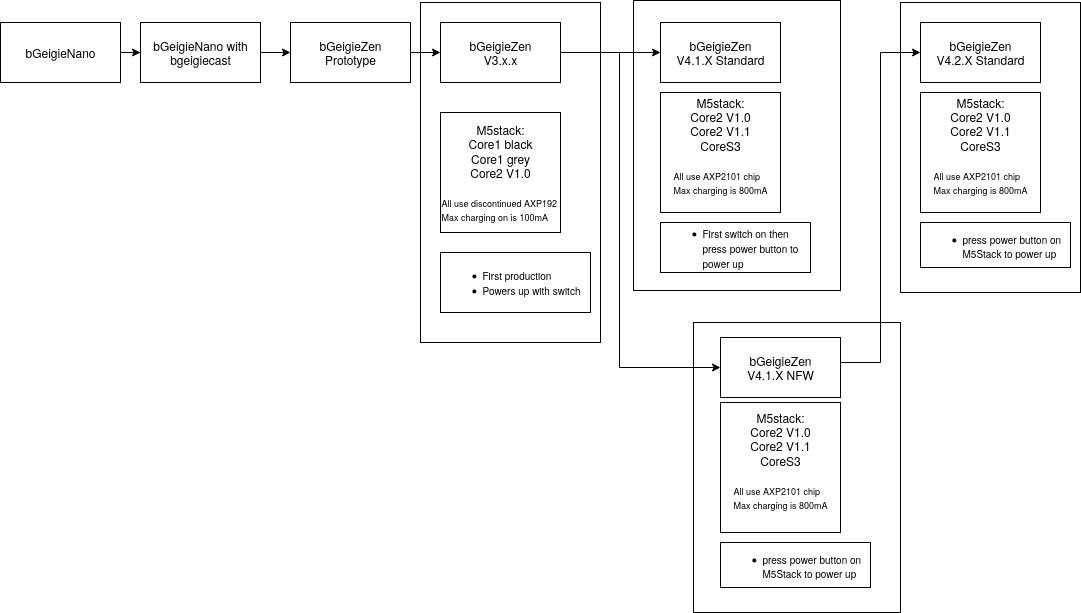 bGeigieNano
bGeigieNano with
bgeigiecast
bGeigieZen
Prototype
bGeigieZen
V3.x.x
M5stack:
Core1 black
Core1 grey
Core2 V1.0
All use discontinued AXP192
Max charging on is 100mA
• First production
• Powers up with switch
bGeigieZen
V4.1.X Standard
M5stack:
Core2 V1.0
Core2 V1.1
CoreS3
All use AXP2101 chip
Max charging is 800mA
• First switch on then
press power button to
power up
bGeigieZen
V4.1.X NFW
M5stack:
Core2 V1.0
Core2 V1.1
CoreS3
All use AXP2101 chip
Max charging is 800mA
• press power button on
M5Stack to power up
bGeigieZen
V4.2.X Standard
M5stack:
Core2 V1.0
Core2 V1.1
CoreS3
All use AXP2101 chip
Max charging is 800mA
• press power button on
M5Stack to power up